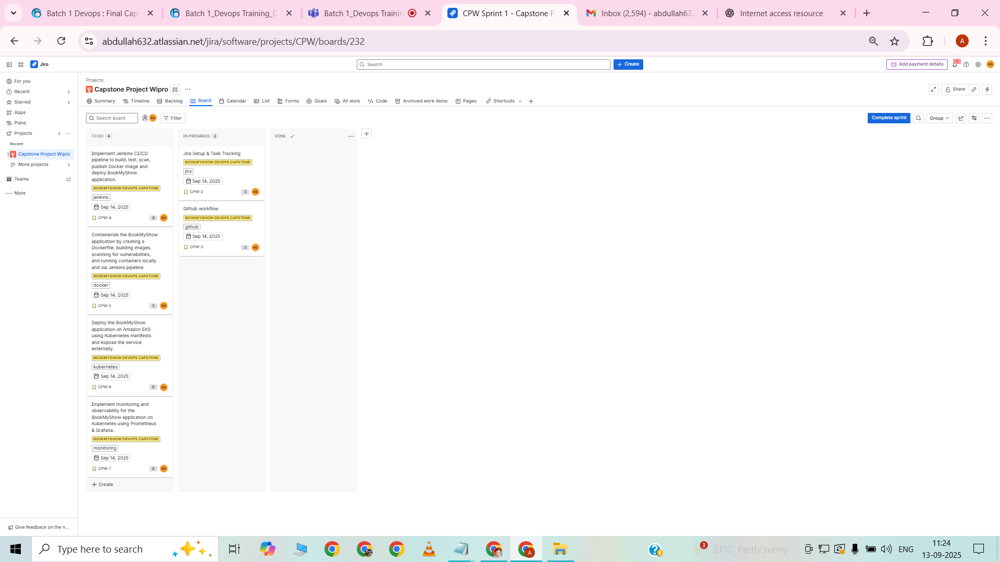 Batch 1 Devops : Final Cap
Batch 1_Devops Training_C
Batch 1_Devops Trainin
CPW Sprint 1 - Capstone P
Inbox (2,594) - abdullah632
Internet access resource
abdullah632.atlassian.net/jira/software/projects/CPW/boards/232
A
Jira
Search
Create
Add payment details
1
AG
For you
Recent
Starred
Apps
Plans
Projects
Recent
Capstone Project Wipro
More projects
Teams
More
Give feedback on the n...
Projects
Capstone Project Wipro
Share
Summary
Timeline
Backlog
Board
Calendar
List
Forms
Goals
All work
Code
Archived work items
Pages
Shortcuts
Search board
AG
Filter
Complete sprint
Group
TO DO 4
Implement Jenkins CI/CD
pipeline to build, test, scan,
publish Docker image and
deploy BookMyShow
application.
BOOKMYSHOW DEVOPS CAPSTONE
jenkins
Sep 14, 2025
CPW-4 8 AG
Containerize the BookMyShow
application by creating a
Dockerfile, building images,
scanning for vulnerabilities,
and running containers locally
and via Jenkins pipeline.
BOOKMYSHOW DEVOPS CAPSTONE
docker
Sep 14, 2025
CPW-5 5 AG
Deploy the BookMyShow
application on Amazon EKS
using Kubernetes manifests
and expose the service
externally.
BOOKMYSHOW DEVOPS CAPSTONE
kubernetes
Sep 14, 2025
CPW-6 8 AG
Implement monitoring and
observability for the
BookMyShow application on
Kubernetes using Prometheus
& Grafana.
BOOKMYSHOW DEVOPS CAPSTONE
monitoring
Sep 14, 2025
CPW-7 8 AG
Create
IN PROGRESS 2
Jira Setup & Task Tracking
BOOKMYSHOW DEVOPS CAPSTONE
jira
Sep 14, 2025
CPW-2 3 AG
Github workflow
BOOKMYSHOW DEVOPS CAPSTONE
github
Sep 14, 2025
CPW-3 5 AG
DONE
Type here to search
3
31°C Partly sunny
ENG
11:24
13-09-2025